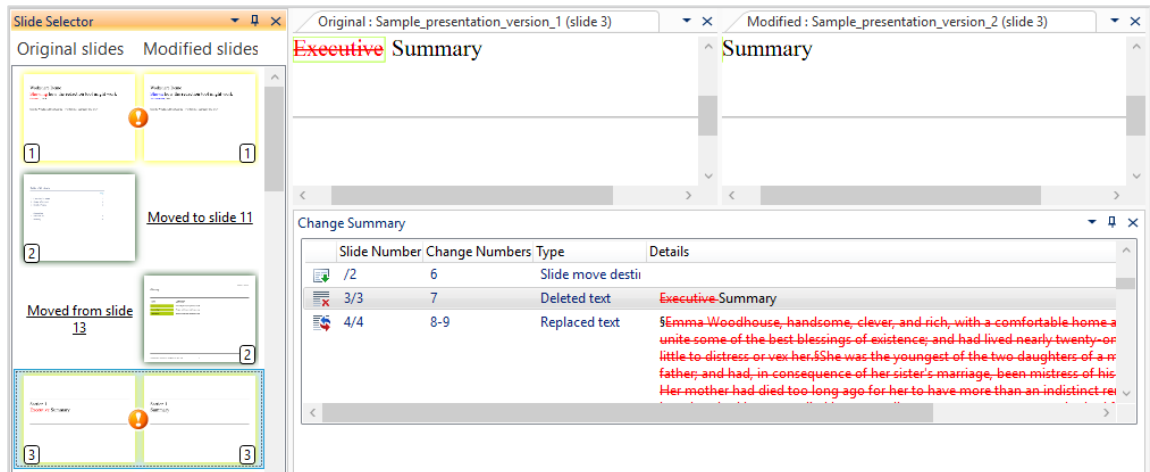 Slide Selector
Original slides Modified slides
1
1
2
Moved to slide 11
Moved from slide
13
2
Executive Summary
Summary
3
3
Original : Sample_presentation_version_1 (slide 3)
Executive Summary
Modified : Sample_presentation_version_2 (slide 3)
Summary
Change Summary
Slide Number Change Numbers Type Details
/2 6 Slide move destin
3/3 7 Deleted text Executive Summary
4/4 8-9 Replaced text §Emma Woodhouse, handsome, clever, and rich, with a comfortable home a
unite some of the best blessings of existence; and had lived nearly twenty-on
little to distress or vex her.§She was the youngest of the two daughters of a m
father; and had, in consequence of her sister's marriage, been mistress of his
Her mother had died too long ago for her to have more than an indistinct rei